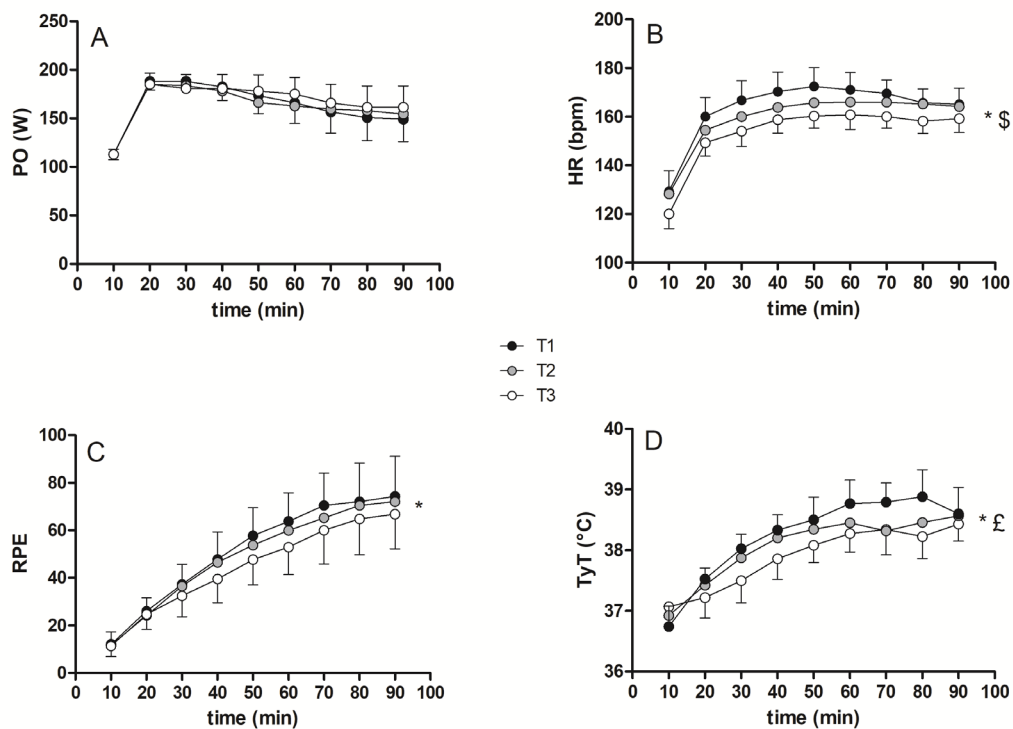 A
PO (W)
250
200
150
100
50
0
0 10 20 30 40 50 60 70 80 90 100
time (min)
B
HR (bpm)
200
180
160
140
120
100
* $
0 10 20 30 40 50 60 70 80 90 100
time (min)
T1
T2
T3
C
RPE
100
80
60
40
20
0
*
0 10 20 30 40 50 60 70 80 90 100
time (min)
D
TyT (°C)
40
39
38
37
36
* £
0 10 20 30 40 50 60 70 80 90 100
time (min)